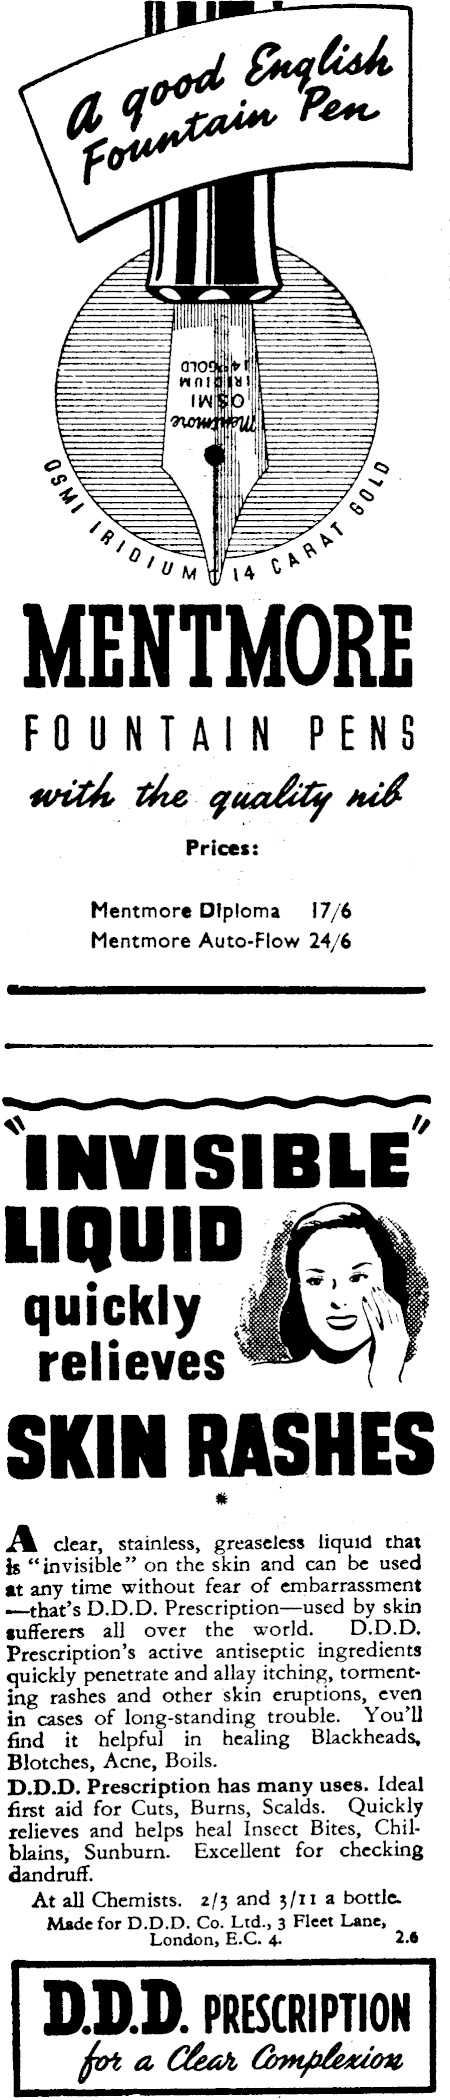 A good English
Fountain Pen
14 ct GOLD
IRIDIUM
OSMI
Mentmore
OSMI IRIDIUM 14 CARAT GOLD
MENTMORE
FOUNTAIN PENS
with the quality nib
Prices:
Mentmore Diploma 17/6
Mentmore Auto-Flow 24/6
"INVISIBLE"
LIQUID
quickly
relieves
SKIN RASHES
*
A clear, stainless, greaseless liquid that
is "invisible" on the skin and can be used
at any time without fear of embarrassment
—that's D.D.D. Prescription—used by skin
sufferers all over the world. D.D.D.
Prescription's active antiseptic ingredients
quickly penetrate and allay itching, torment-
ing rashes and other skin eruptions, even
in cases of long-standing trouble. You'll
find it helpful in healing Blackheads,
Blotches, Acne, Boils.
D.D.D. Prescription has many uses. Ideal
first aid for Cuts, Burns, Scalds. Quickly
relieves and helps heal Insect Bites, Chil-
blains, Sunburn. Excellent for checking
dandruff.
At all Chemists. 2/3 and 3/11 a bottle.
Made for D.D.D. Co. Ltd., 3 Fleet Lane,
London, E.C. 4. 2.6
D.D.D. PRESCRIPTION
for a Clear Complexion